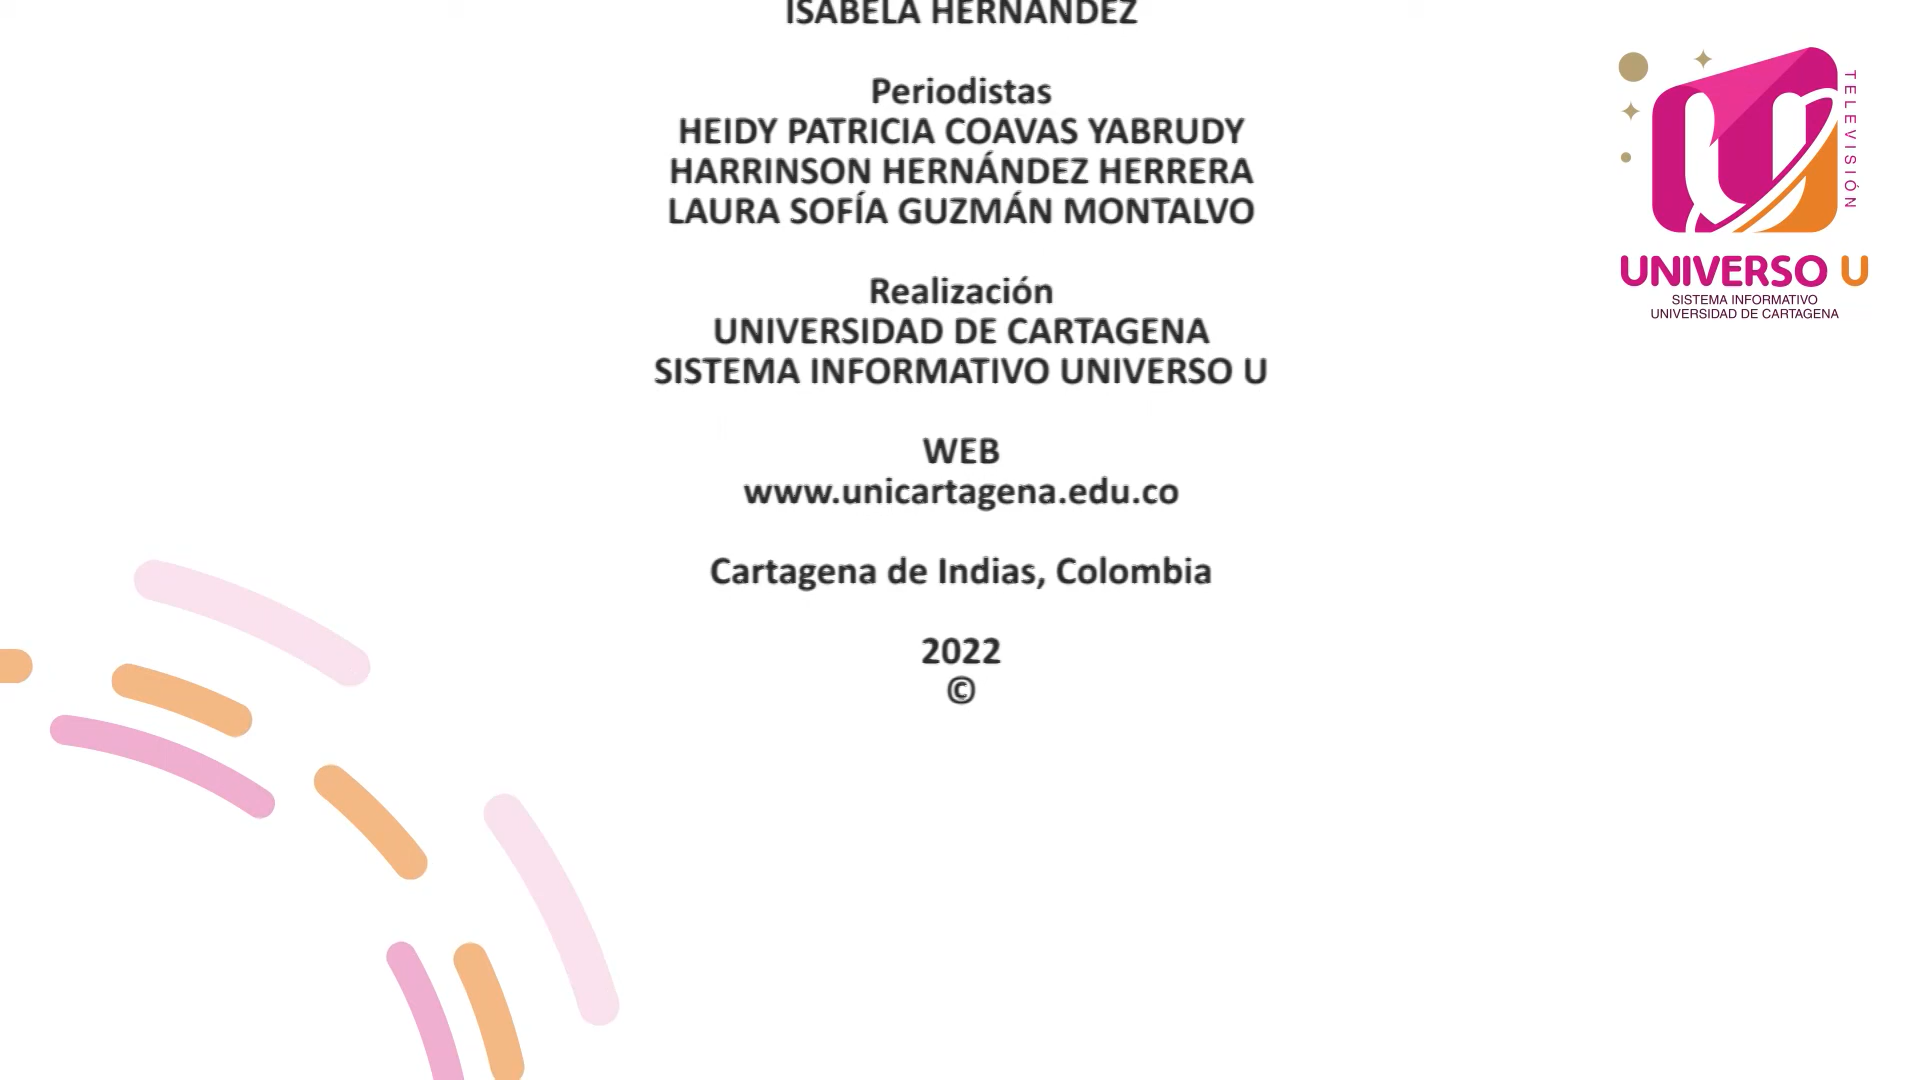 ISABELA HERNÁNDEZ
Periodistas
HEIDY PATRICIA COAVAS YABRUDY
HARRINSON HERNÁNDEZ HERRERA
LAURA SOFÍA GUZMÁN MONTALVO
Realización
UNIVERSIDAD DE CARTAGENA
SISTEMA INFORMATIVO UNIVERSO U
WEB
www.unicartagena.edu.co
Cartagena de Indias, Colombia
2022
©
TELEVISIÓN
UNIVERSO U
SISTEMA INFORMATIVO
UNIVERSIDAD DE CARTAGENA